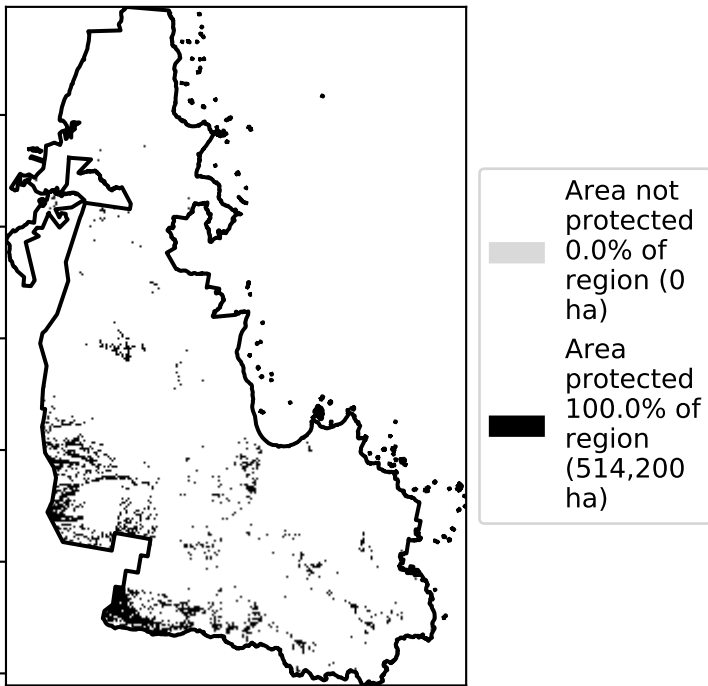 Area not
protected
0.0% of
region (0
ha)
Area
protected
100.0% of
region
(514,200
ha)